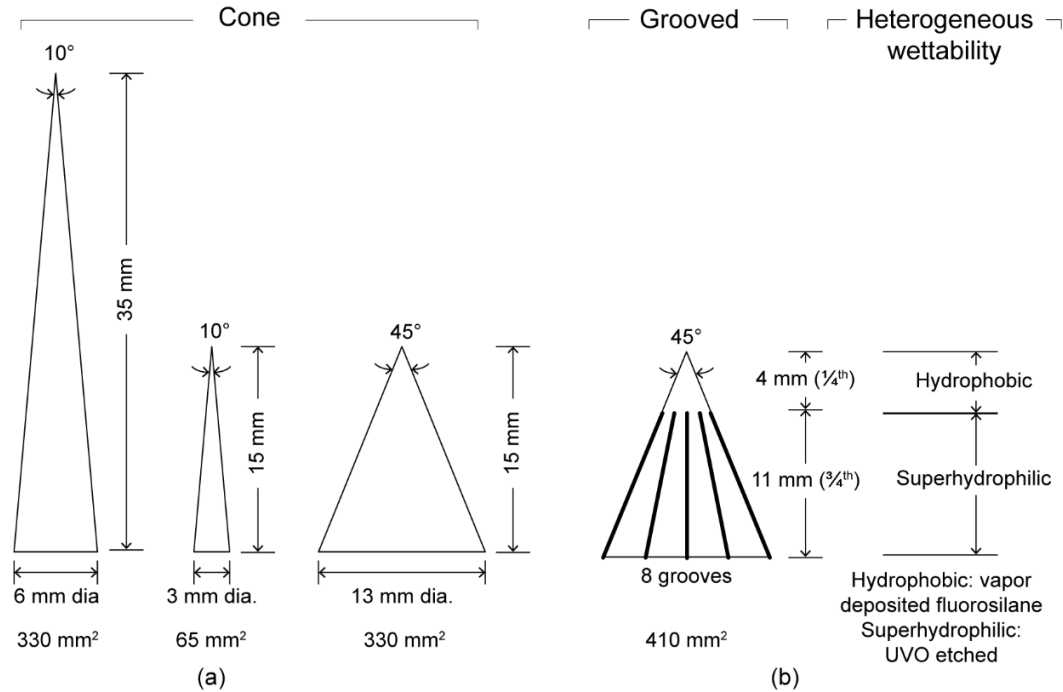 Cone
Grooved
Heterogeneous
wettability
10°
35 mm
10°
15 mm
45°
15 mm
45°
4 mm (¼ᵗʰ)
11 mm (¾ᵗʰ)
Hydrophobic
Superhydrophilic
6 mm dia
3 mm dia.
13 mm dia.
8 grooves
330 mm²
65 mm²
330 mm²
410 mm²
Hydrophobic: vapor
deposited fluorosilane
Superhydrophilic:
UVO etched
(a)
(b)